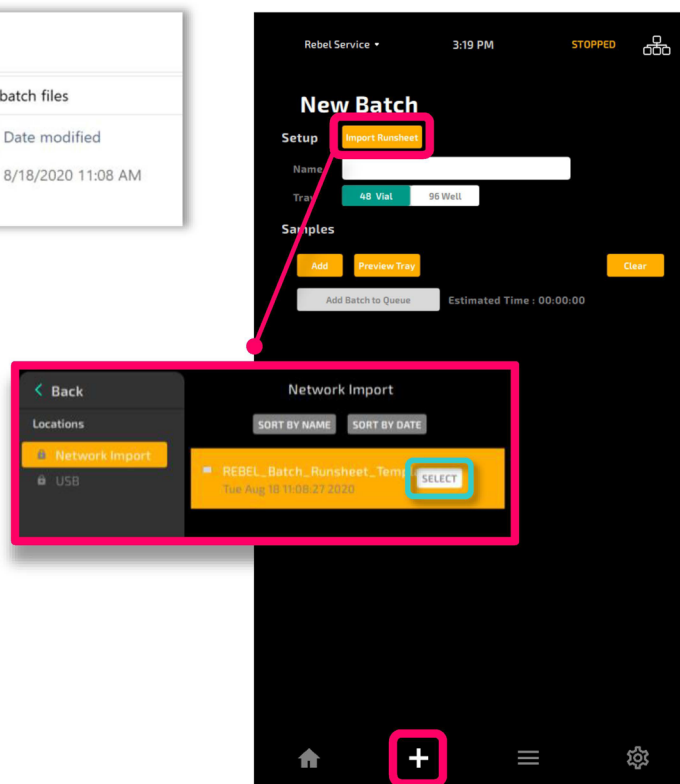 batch files
Date modified
8/18/2020 11:08 AM
Rebel Service
3:19 PM
STOPPED
New Batch
Setup
Import Runsheet
Name
Tray
48 Vial
96 Well
Samples
Add
Preview Tray
Clear
Add Batch to Queue
Estimated Time : 00:00:00
Back
Locations
Network Import
USB
Network Import
SORT BY NAME
SORT BY DATE
REBEL_Batch_Runsheet_Temp
Tue Aug 18 11:08:27 2020
SELECT